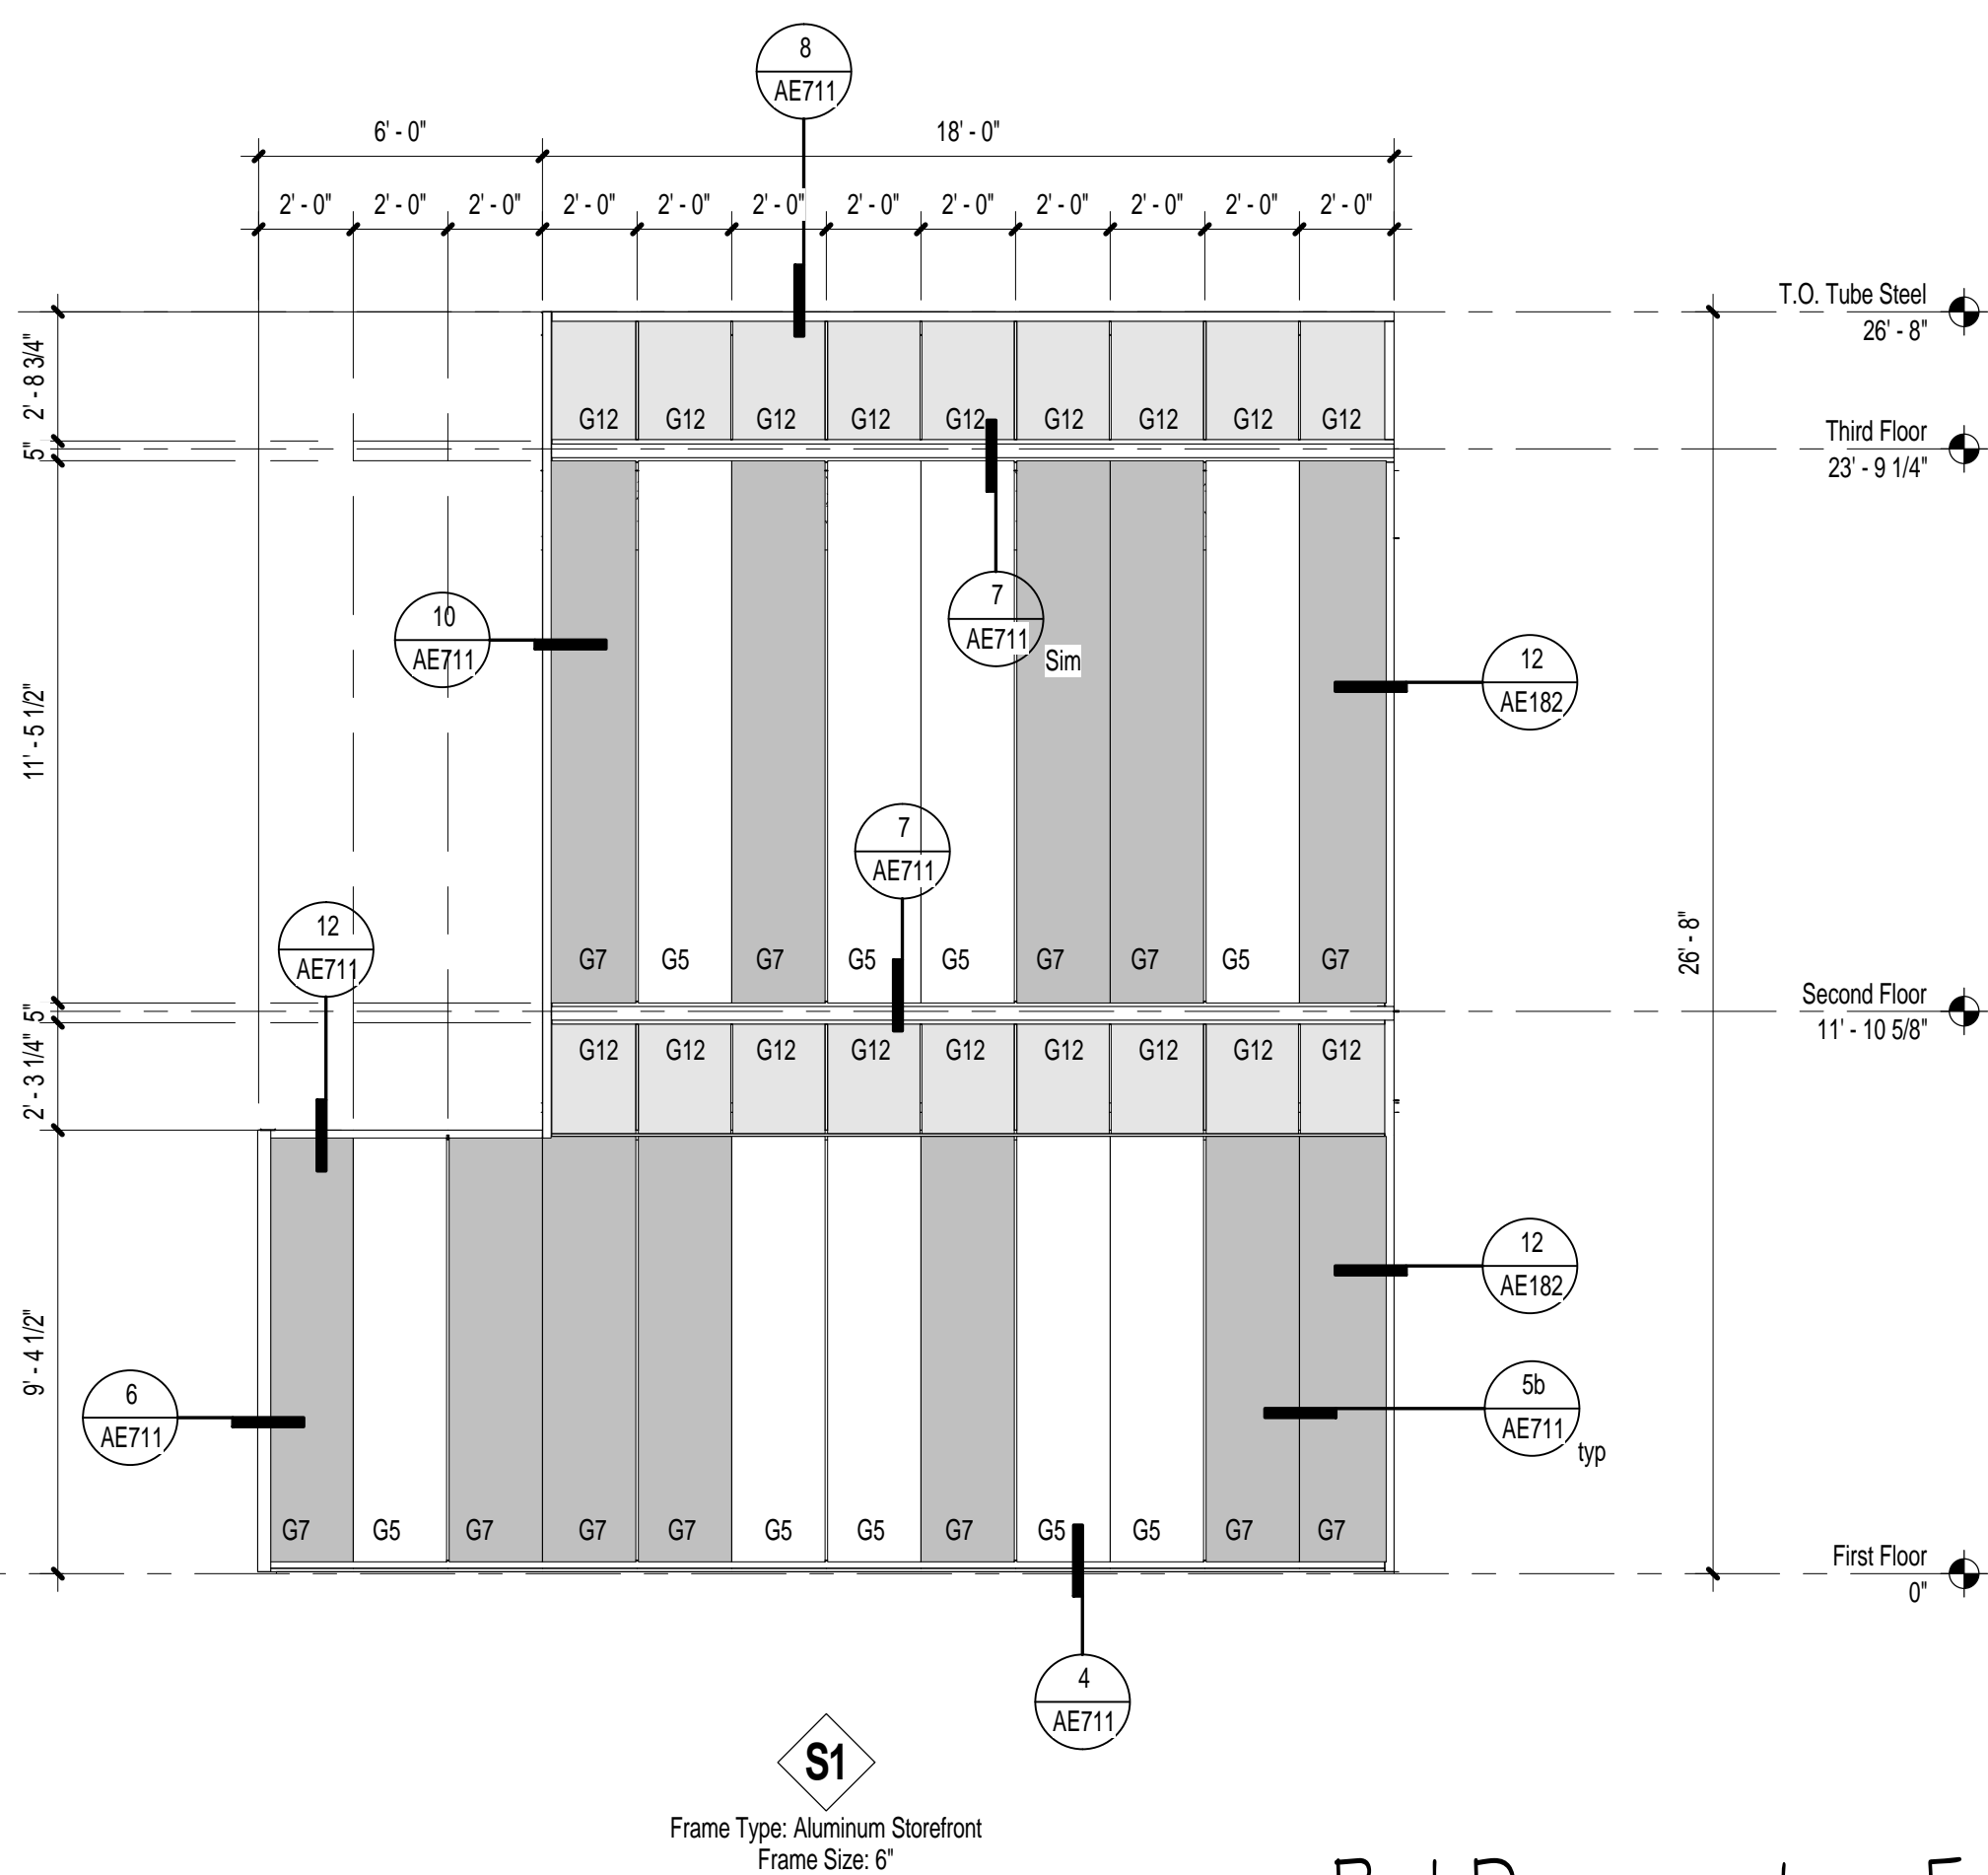 8
AE711
6' - 0" 18' - 0"
2' - 0" 2' - 0" 2' - 0" 2' - 0" 2' - 0" 2' - 0" 2' - 0" 2' - 0" 2' - 0" 2' - 0" 2' - 0" 2' - 0"
T.O. Tube Steel
26' - 8"
2' - 8 3/4"
G12 G12 G12 G12 G12 G12 G12 G12 G12
Third Floor
23' - 9 1/4"
5"
7
AE711
Sim
10
AE711
12
AE182
11' - 5 1/2"
7
AE711
12
AE711
26' - 8"
G7 G5 G7 G5 G5 G7 G7 G5 G7
Second Floor
11' - 10 5/8"
5"
G12 G12 G12 G12 G12 G12 G12 G12 G12
2' - 3 1/4"
12
AE182
9' - 4 1/2"
6
AE711
5b
AE711
typ
G7 G5 G7 G7 G7 G5 G5 G7 G5 G5 G7 G7
First Floor
0"
4
AE711
S1
Frame Type: Aluminum Storefront
Frame Size: 6"